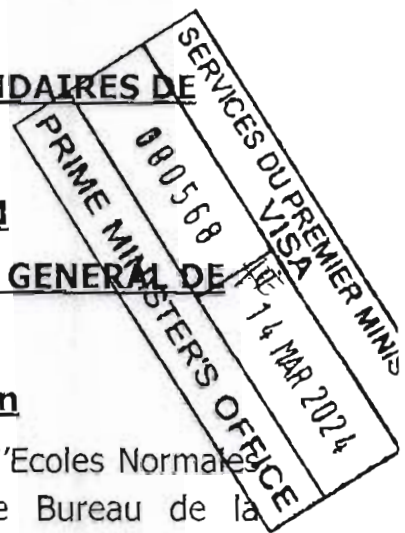 NDAIRES DE
GENERAL DE
n
'Ecoles Normales
e Bureau de la
SERVICES DU PREMIER MINIS
VISA
080568
14 MAR 2024
PRIME MINISTER'S OFFICE